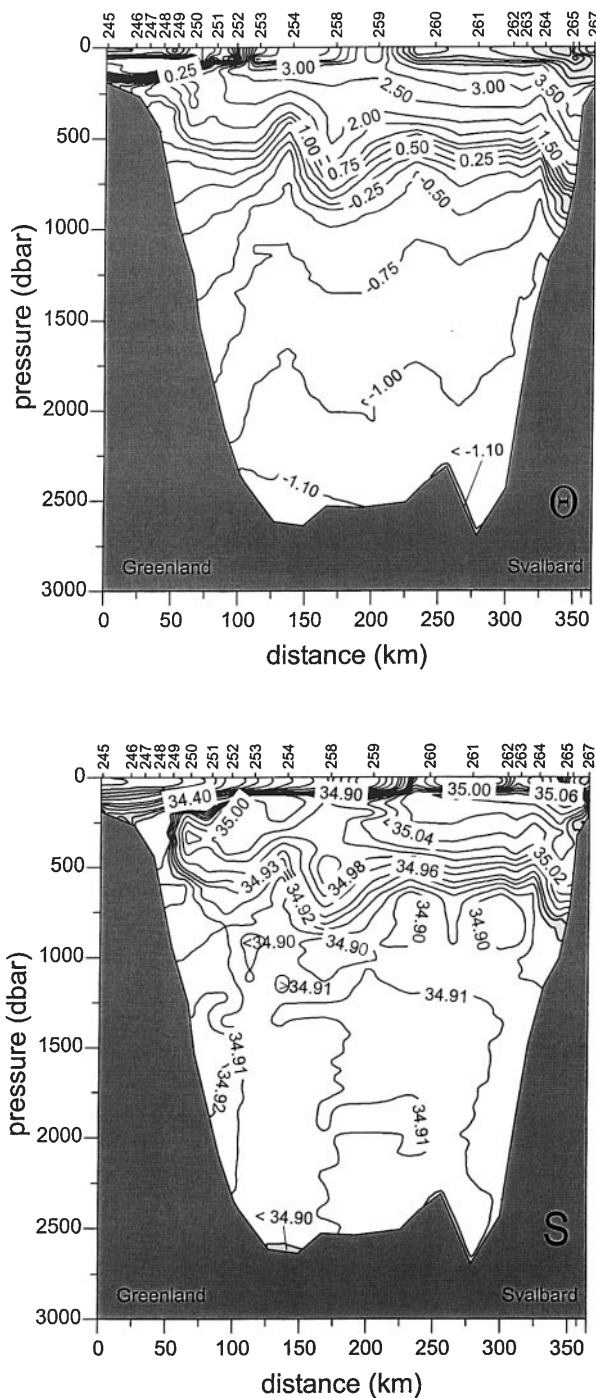 245 246 247 248 249 250 251 252 253 254 258 259 260 261 262 263 264 265 267
0 0.25 3.00 3.50
2.50 3.00
2.00
500 1.00 0.50 1.50
0.75 0.25
-0.25 -0.50
1000
-0.75
1500
-1.00
2000
< -1.10
2500 -1.10
Θ
Greenland Svalbard
3000
0 50 100 150 200 250 300 350
pressure (dbar)
distance (km)
245 246 247 248 249 250 251 252 253 254 258 259 260 261 262 263 264 265 267
0 34.40 34.90 35.00 35.06
35.00 35.04
500 34.93 34.98 34.96 35.02
34.92
<34.90 34.90 34.90 34.90
1000
>34.91 34.91
1500 34.91
34.92
2000 34.91
2500 < 34.90
S
Greenland Svalbard
3000
0 50 100 150 200 250 300 350
pressure (dbar)
distance (km)